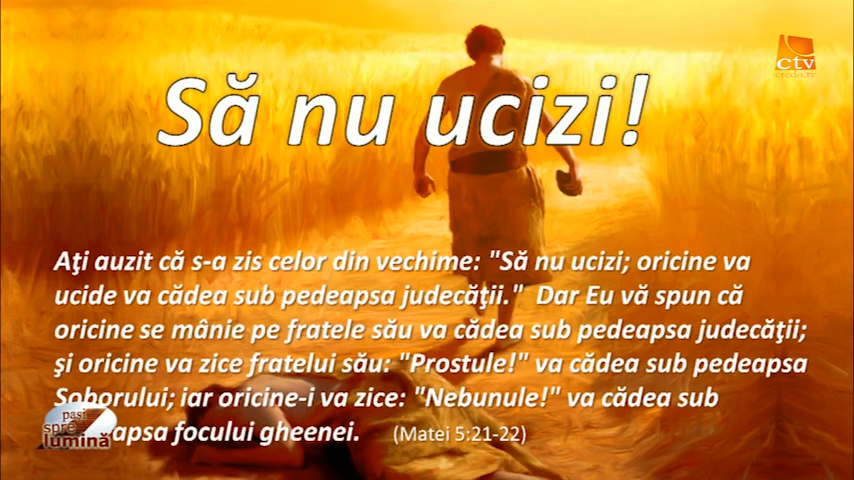 ctv
credo.tv
Să nu ucizi!
Aţi auzit că s-a zis celor din vechime: "Să nu ucizi; oricine va
ucide va cădea sub pedeapsa judecăţii." Dar Eu vă spun că
oricine se mânie pe fratele său va cădea sub pedeapsa judecăţii;
şi oricine va zice fratelui său: "Prostule!" va cădea sub pedeapsa
Soborului; iar oricine-i va zice: "Nebunule!" va cădea sub
apsa focului gheenei. (Matei 5:21-22)
paşi
spre
lumină